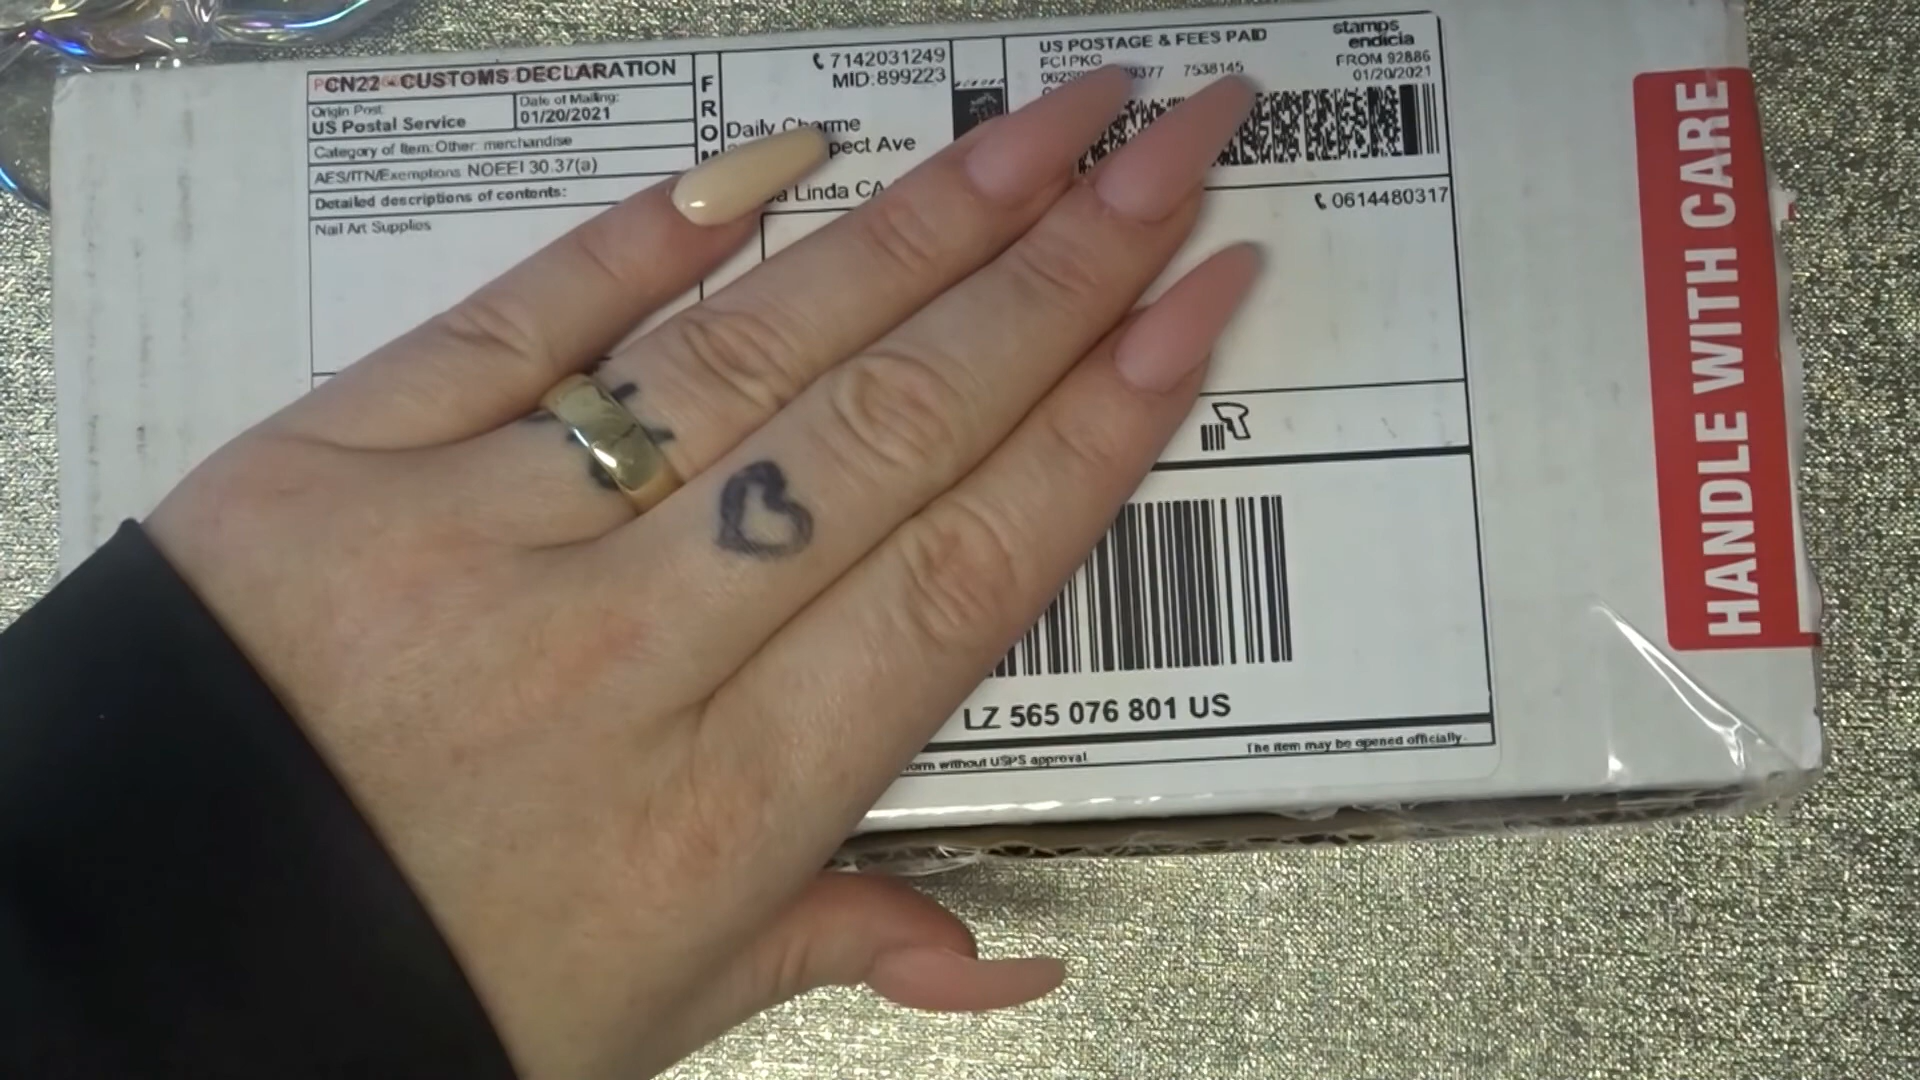 CN22 - CUSTOMS DECLARATION
Origin Post:
US Postal Service
Date of Mailing:
01/20/2021
Category of Item: Other: merchandise
AES/ITN/Exemptions NOEEI 30.37(a)
Detailed descriptions of contents:
Nail Art Supplies
FRO
7142031249
MID:899223
Daily Charme
Ave
Linda CA
US POSTAGE & FEES PAID
FCIPKG
7538145
stamps
endicia
FROM 92886
01/20/2021
0614480317
LZ 565 076 801 US
without USPS approval
The item may be opened officially.
HANDLE WITH CARE